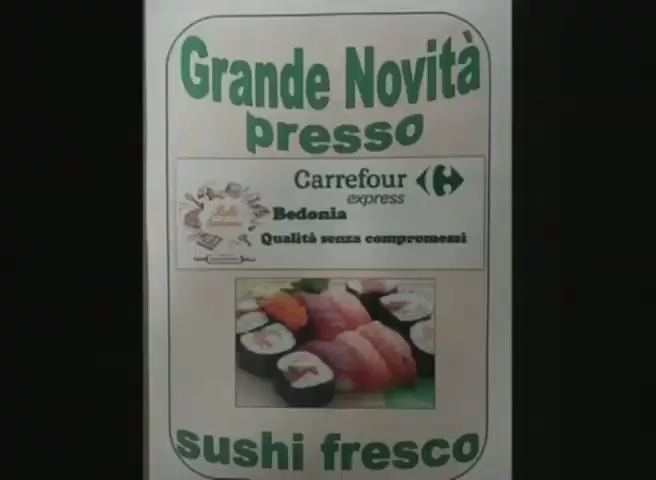 Grande Novità
presso
Carrefour
express
Bedonia
Qualità senza compromessi
sushi fresco